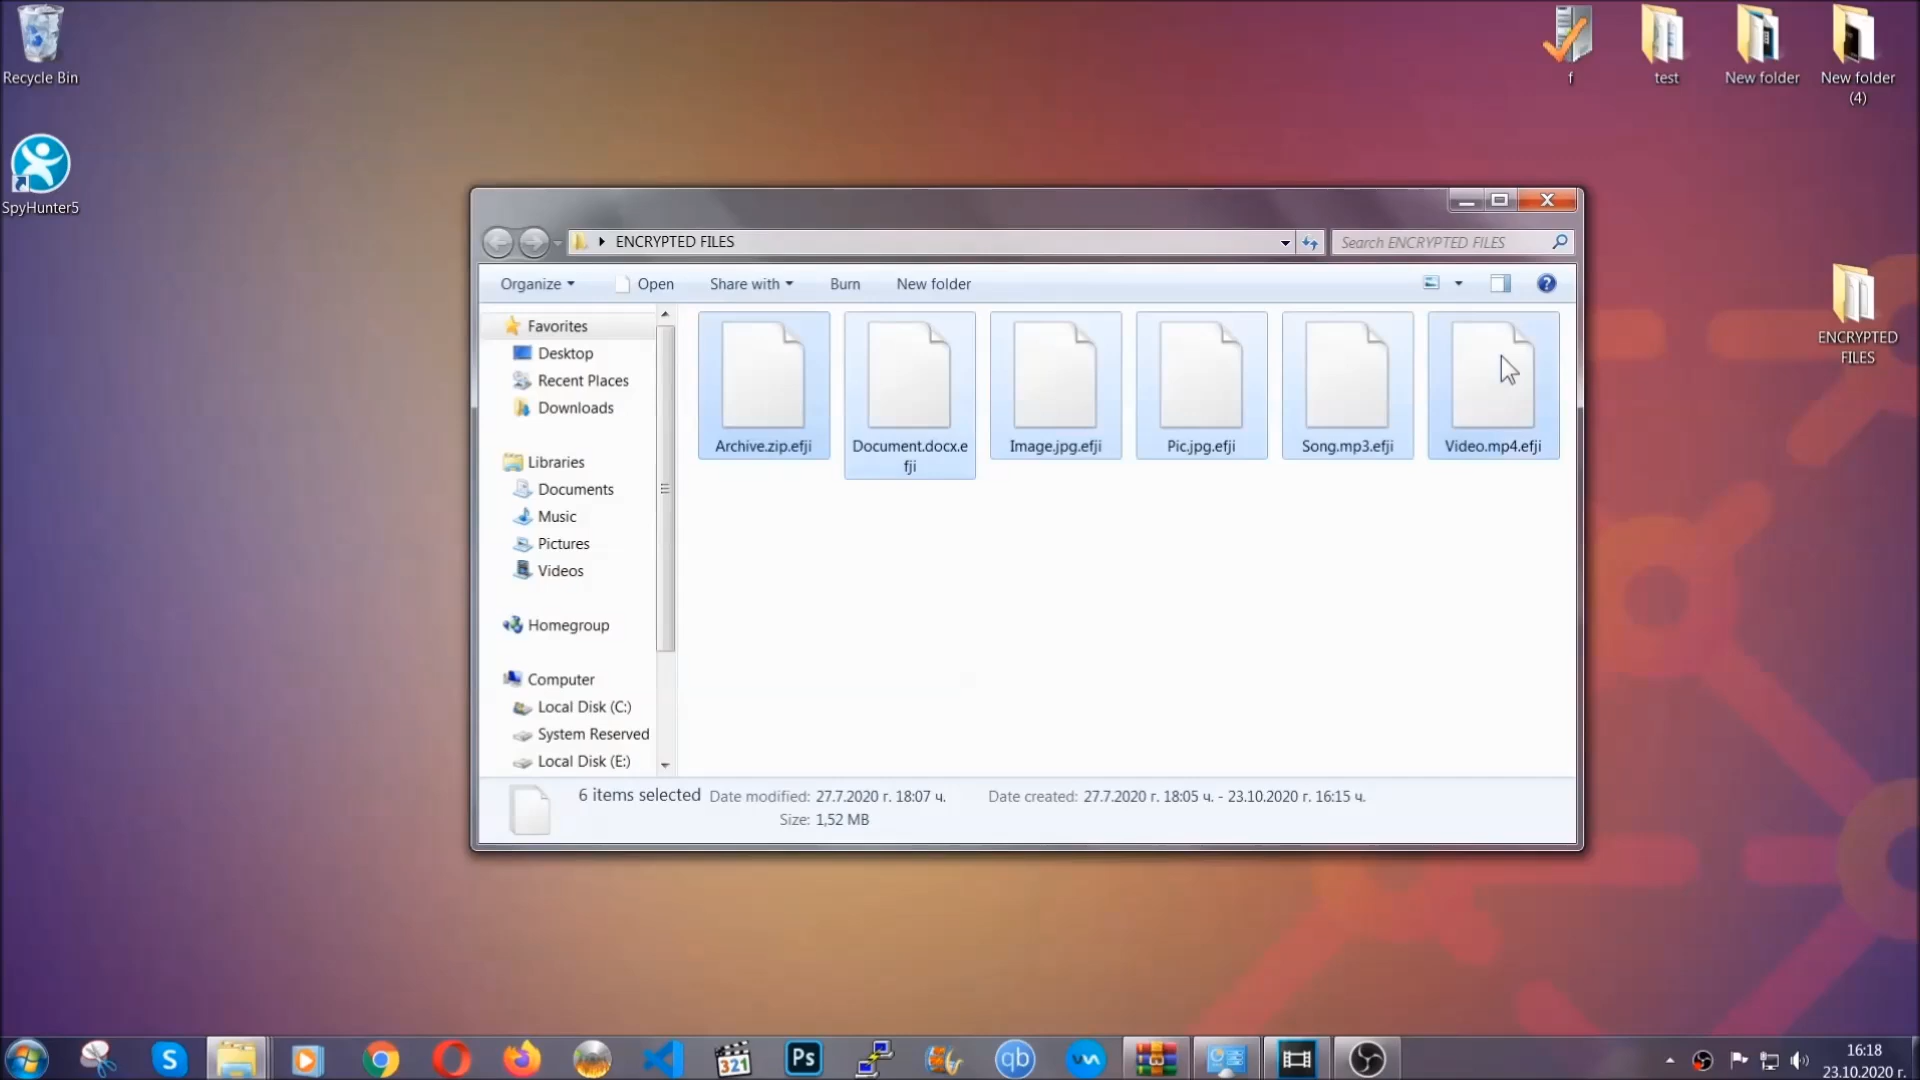 Recycle Bin
SpyHunter5
f
test
New folder
New folder
(4)
ENCRYPTED
FILES
ENCRYPTED FILES
Search ENCRYPTED FILES
Organize
Open
Share with
Burn
New folder
Favorites
Desktop
Recent Places
Downloads
Libraries
Documents
Music
Pictures
Videos
Homegroup
Computer
Local Disk (C:)
System Reserved
Local Disk (E:)
Archive.zip.efji
Document.docx.e
fji
Image.jpg.efji
Pic.jpg.efji
Song.mp3.efji
Video.mp4.efji
6 items selected Date modified: 27.7.2020 г. 18:07 ч. Date created: 27.7.2020 г. 18:05 ч. - 23.10.2020 г. 16:15 ч.
Size: 1,52 MB
S
321
Ps
qb
16:18
23.10.2020 г.